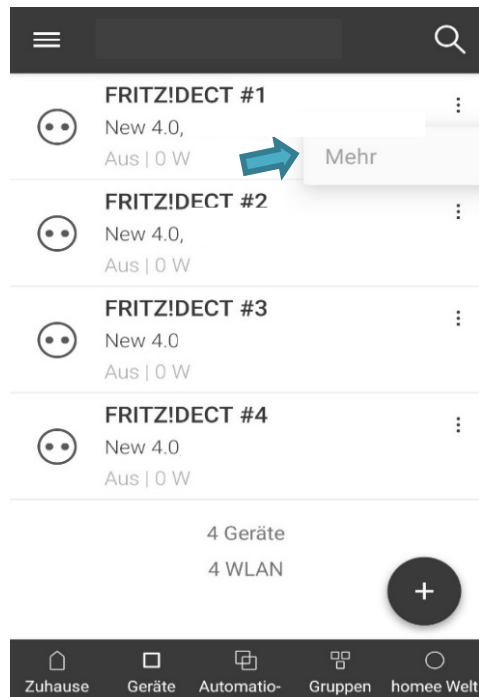 FRITZ!DECT #1
New 4.0,
Aus | 0 W
Mehr
FRITZ!DECT #2
New 4.0,
Aus | 0 W
FRITZ!DECT #3
New 4.0
Aus | 0 W
FRITZ!DECT #4
New 4.0
Aus | 0 W
4 Geräte
4 WLAN
+
Zuhause Geräte Automatio- Gruppen homee Welt